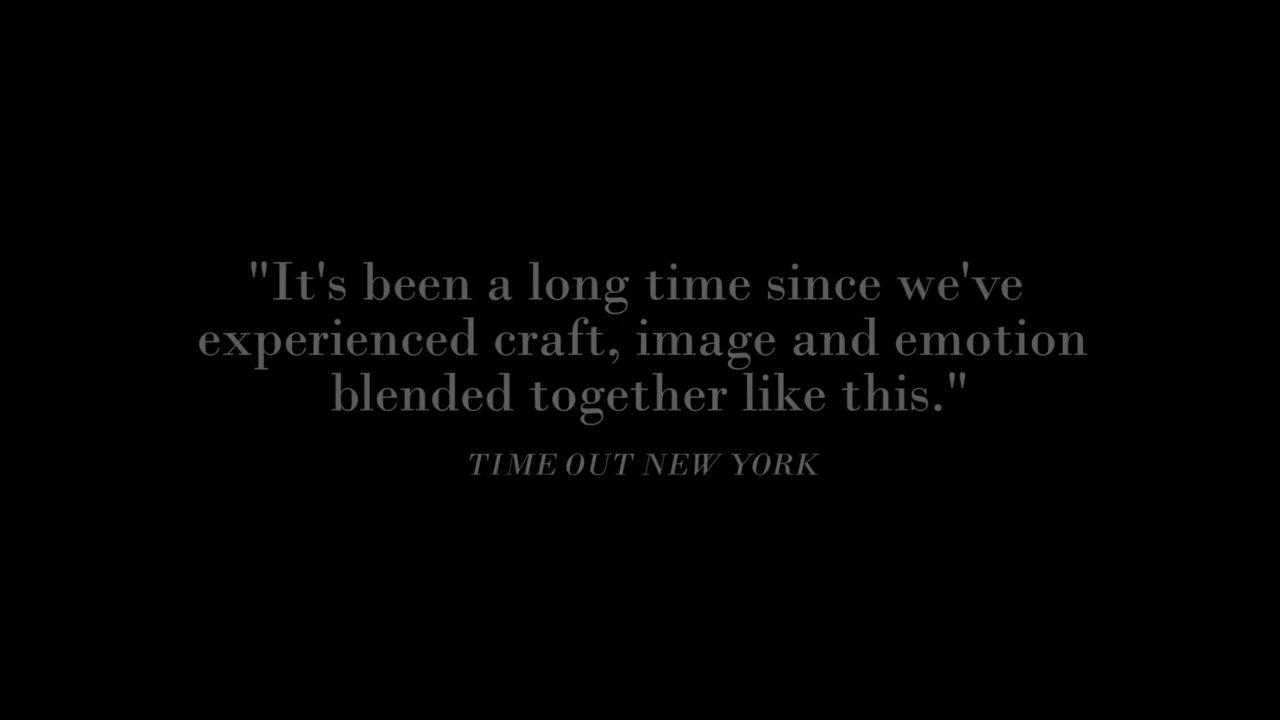 "It's been a long time since we've
experienced craft, image and emotion
blended together like this."
TIME OUT NEW YORK